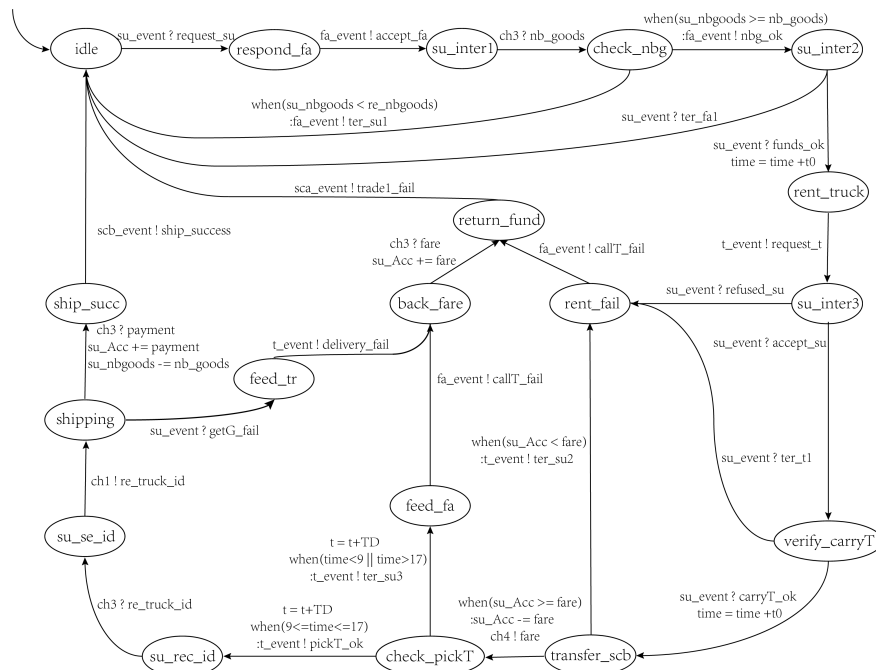 when(su_nbgoods >= nb_goods)
:fa_event ! nbg_ok
idle
su_event ? request_su
respond_fa
fa_event ! accept_fa
su_inter1
ch3 ? nb_goods
check_nbg
su_inter2
when(su_nbgoods < re_nbgoods)
:fa_event ! ter_su1
su_event ? ter_fa1
su_event ? funds_ok
time = time +t0
sca_event ! trade1_fail
rent_truck
return_fund
scb_event ! ship_success
ch3 ? fare
su_Acc += fare
fa_event ! callT_fail
t_event ! request_t
ship_succ
back_fare
rent_fail
su_event ? refused_su
su_inter3
ch3 ? payment
su_Acc += payment
su_nbgoods -= nb_goods
t_event ! delivery_fail
su_event ? accept_su
feed_tr
fa_event ! callT_fail
shipping
su_event ? getG_fail
when(su_Acc < fare)
:t_event ! ter_su2
su_event ? ter_t1
ch1 ! re_truck_id
feed_fa
su_se_id
t = t+TD
when(time<9 || time>17)
:t_event ! ter_su3
verify_carryT
ch3 ? re_truck_id
t = t+TD
when(9<=time<=17)
:t_event ! pickT_ok
when(su_Acc >= fare)
:su_Acc -= fare
ch4 ! fare
su_event ? carryT_ok
time = time +t0
su_rec_id
check_pickT
transfer_scb